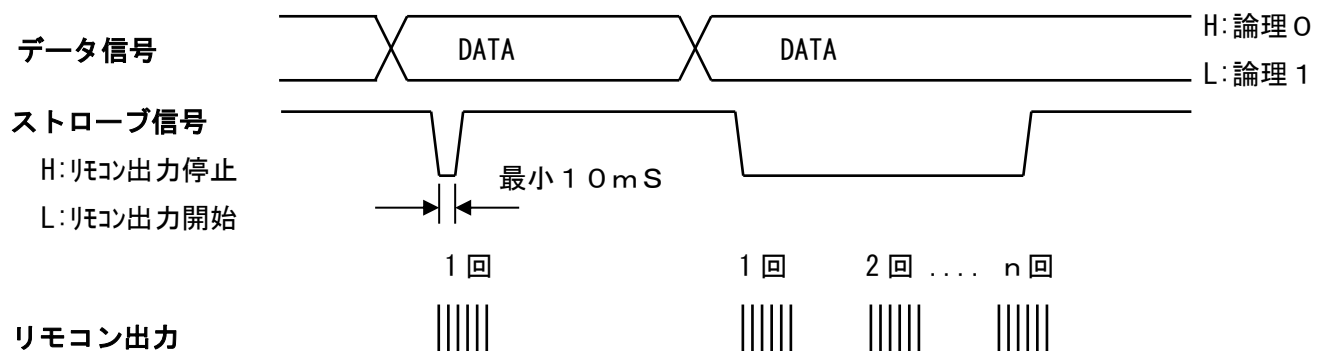 データ信号
DATA
DATA
H:論理０
L:論理１
ストローブ信号
H:ﾘﾓｺﾝ出力停止
L:ﾘﾓｺﾝ出力開始
最小１０ｍＳ
1回
1回
2回 ....
ｎ回
リモコン出力